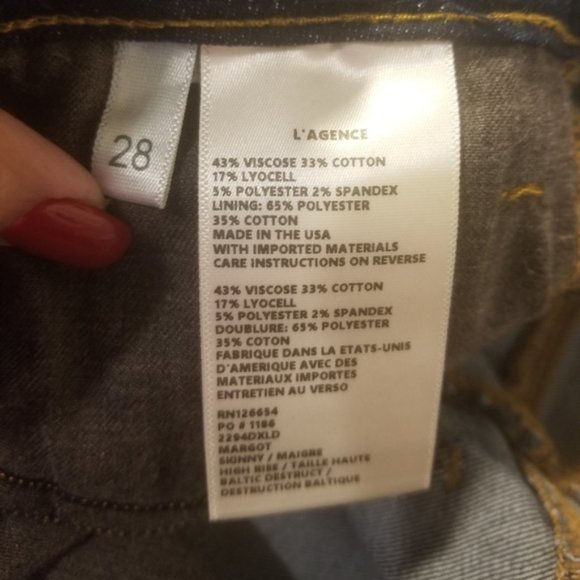 28
L'AGENCE
43% VISCOSE 33% COTTON
17% LYOCELL
5% POLYESTER 2% SPANDEX
LINING: 65% POLYESTER
35% COTTON
MADE IN THE USA
WITH IMPORTED MATERIALS
CARE INSTRUCTIONS ON REVERSE
43% VISCOSE 33% COTTON
17% LYOCELL
5% POLYESTER 2% SPANDEX
DOUBLURE: 65% POLYESTER
35% COTON
FABRIQUE DANS LA ETATS-UNIS
D'AMERIQUE AVEC DES
MATERIAUX IMPORTES
ENTRETIEN AU VERSO
RN126654
PO # 1186
2294DXLD
MARGOT
SKINNY / MAIGRE
HIGH RISE / TAILLE HAUTE
BALTIC DESTRUCT /
DESTRUCTION BALTIQUE